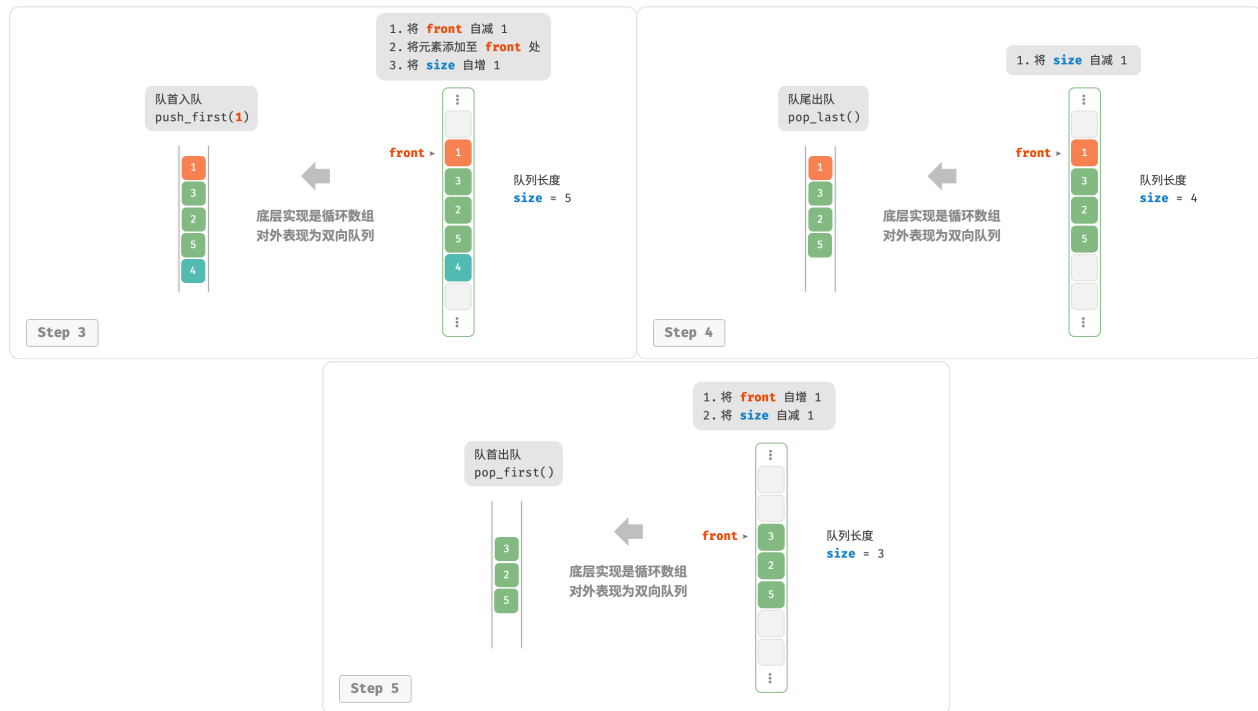 1. 将 front 自减 1
2. 将元素添加至 front 处
3. 将 size 自增 1
队首入队
push_first(1)
front
1
3
2
5
4
1
3
2
5
4
队列长度
size = 5
底层实现是循环数组
对外表现为双向队列
Step 3
1. 将 size 自减 1
队尾出队
pop_last()
front
1
3
2
5
1
3
2
5
队列长度
size = 4
底层实现是循环数组
对外表现为双向队列
Step 4
1. 将 front 自增 1
2. 将 size 自减 1
队首出队
pop_first()
front
3
2
5
3
2
5
队列长度
size = 3
底层实现是循环数组
对外表现为双向队列
Step 5